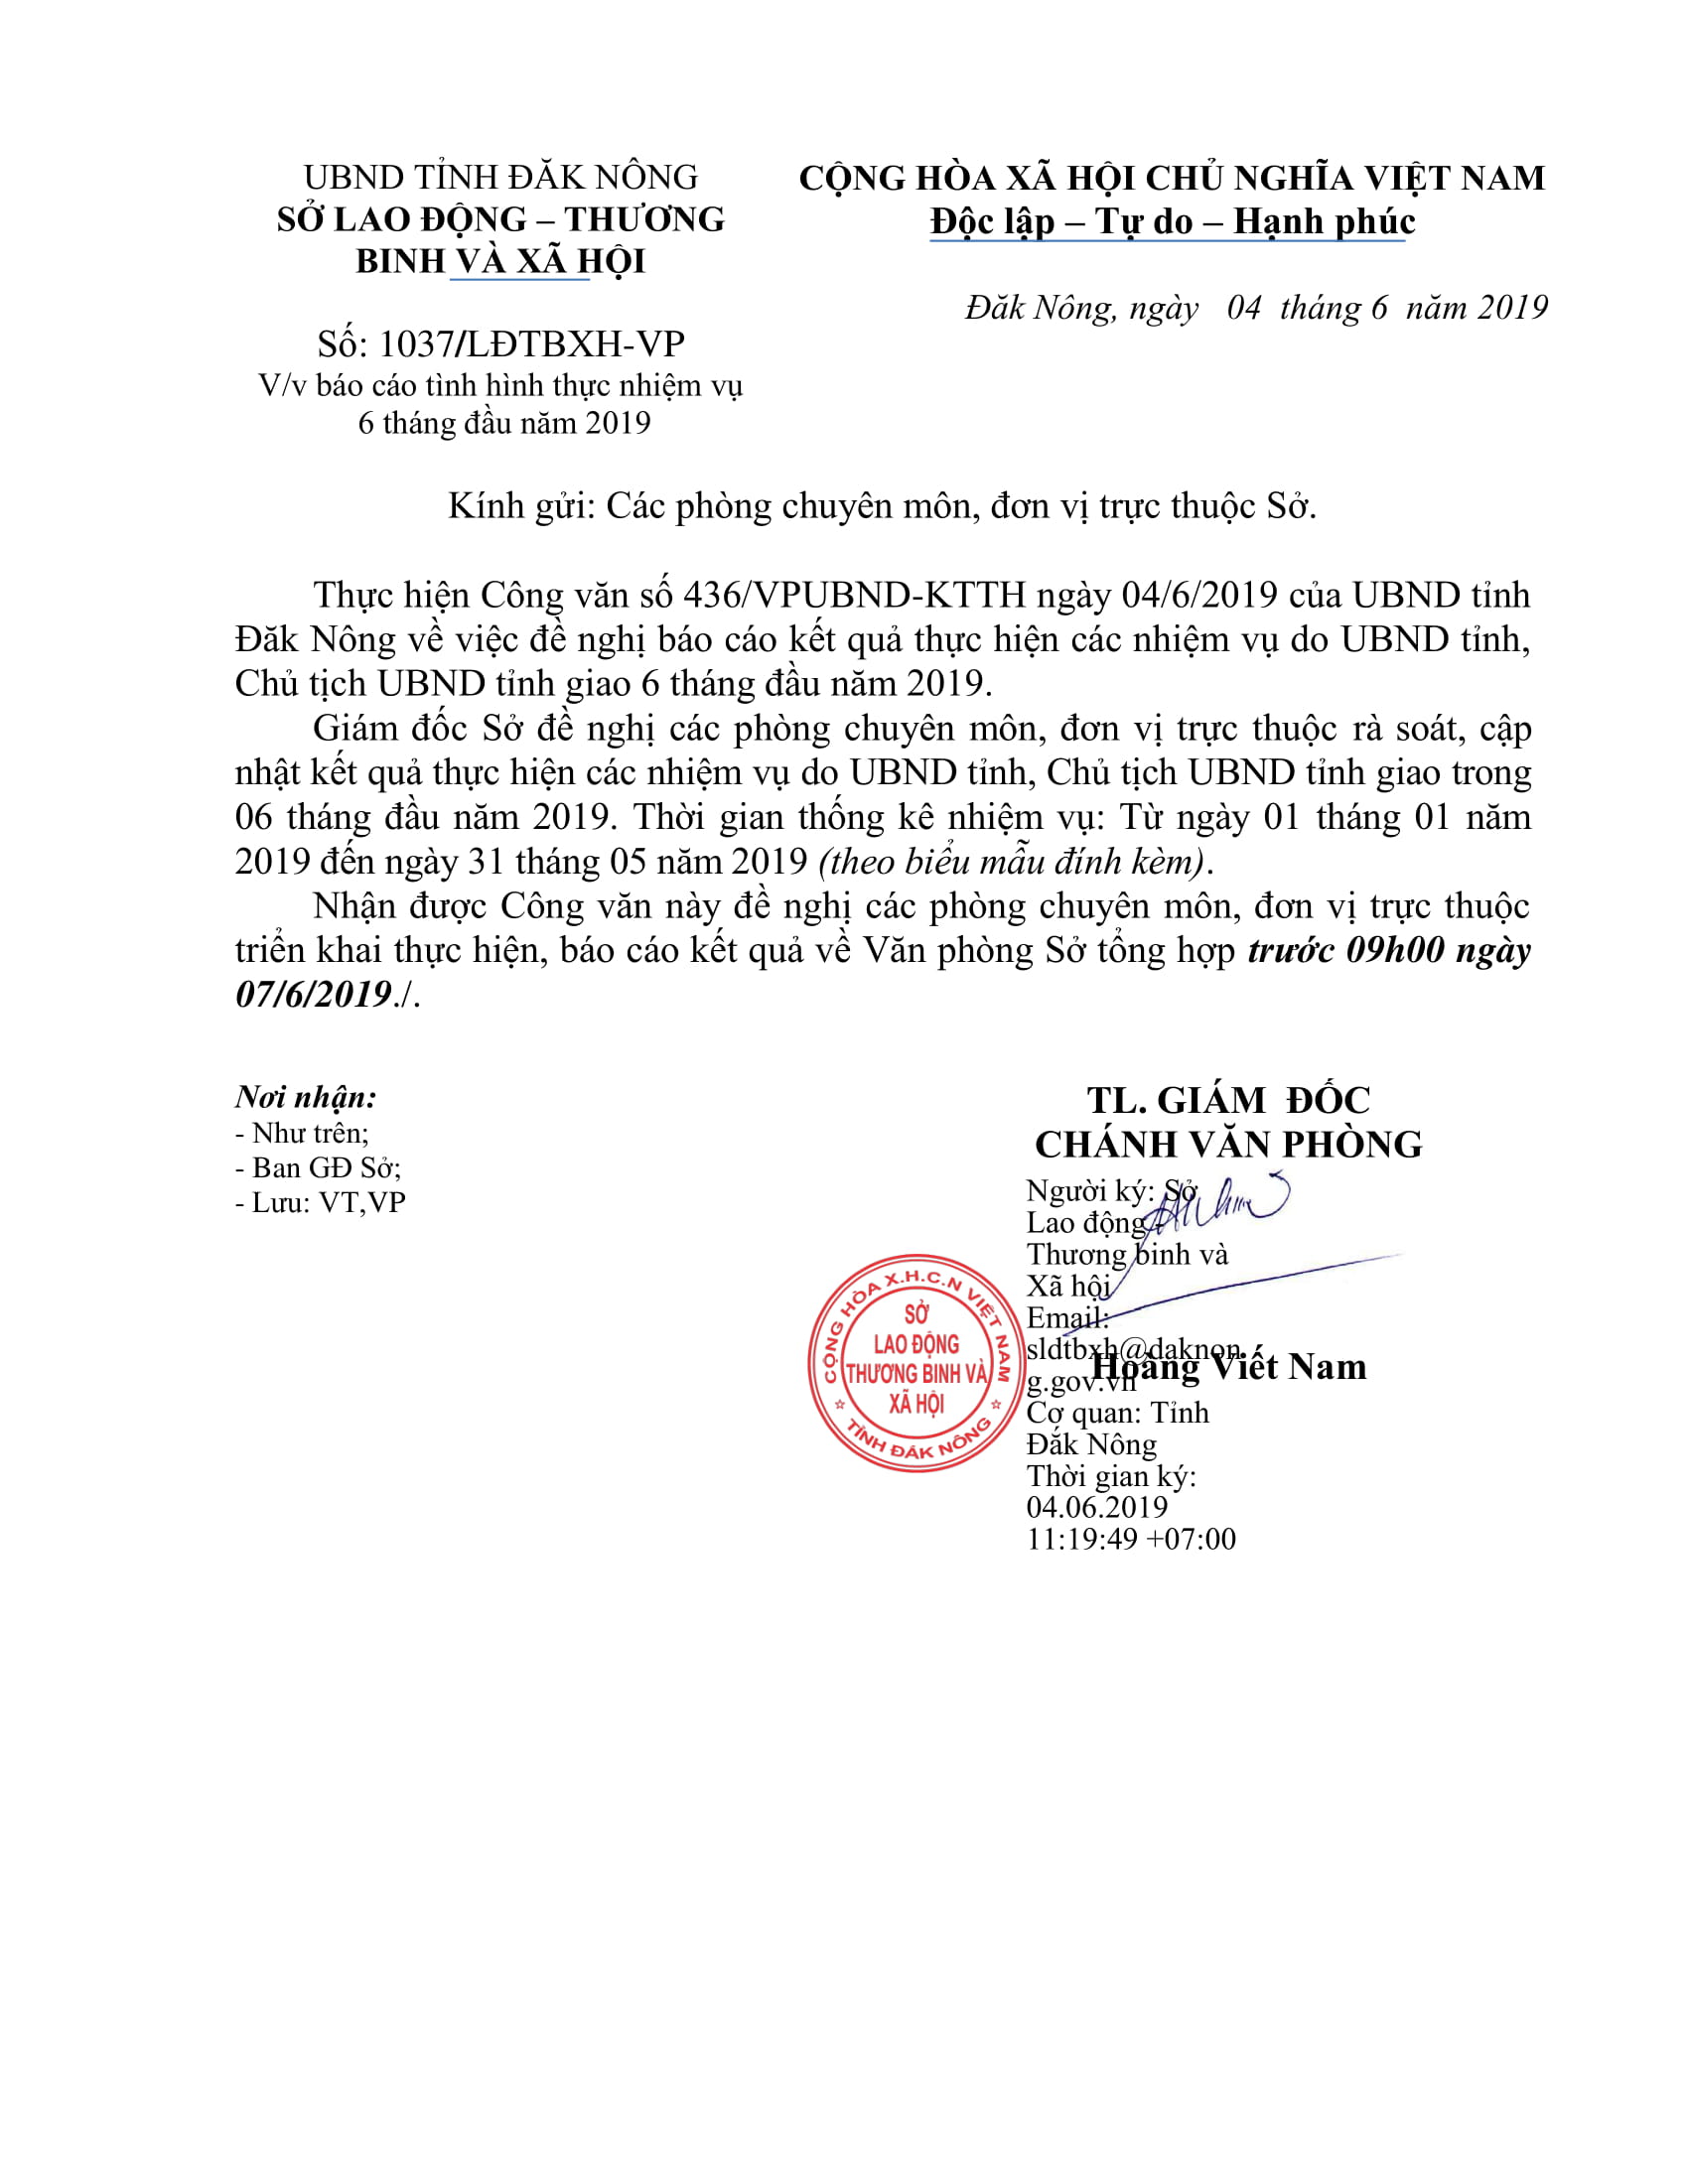 UBND TỈNH ĐĂK NÔNG
SỞ LAO ĐỘNG – THƯƠNG
BINH VÀ XÃ HỘI
Số: 1037/LĐTBXH-VP
V/v báo cáo tình hình thực nhiệm vụ
6 tháng đầu năm 2019
CỘNG HÒA XÃ HỘI CHỦ NGHĨA VIỆT NAM
Độc lập – Tự do – Hạnh phúc
Đăk Nông, ngày 04 tháng 6 năm 2019
Kính gửi: Các phòng chuyên môn, đơn vị trực thuộc Sở.
Thực hiện Công văn số 436/VPUBND-KTTH ngày 04/6/2019 của UBND tỉnh
Đăk Nông về việc đề nghị báo cáo kết quả thực hiện các nhiệm vụ do UBND tỉnh,
Chủ tịch UBND tỉnh giao 6 tháng đầu năm 2019.
Giám đốc Sở đề nghị các phòng chuyên môn, đơn vị trực thuộc rà soát, cập
nhật kết quả thực hiện các nhiệm vụ do UBND tỉnh, Chủ tịch UBND tỉnh giao trong
06 tháng đầu năm 2019. Thời gian thống kê nhiệm vụ: Từ ngày 01 tháng 01 năm
2019 đến ngày 31 tháng 05 năm 2019 (theo biểu mẫu đính kèm).
Nhận được Công văn này đề nghị các phòng chuyên môn, đơn vị trực thuộc
triển khai thực hiện, báo cáo kết quả về Văn phòng Sở tổng hợp trước 09h00 ngày
07/6/2019./.
Nơi nhận:
- Như trên;
- Ban GĐ Sở;
- Lưu: VT,VP
TL. GIÁM ĐỐC
CHÁNH VĂN PHÒNG
Người ký: Sở
Lao động -
Thương binh và
Xã hội
Email:
sldtbxh@daknon
g.gov.vn
Cơ quan: Tỉnh
Đắk Nông
Thời gian ký:
04.06.2019
11:19:49 +07:00
Hoàng Viết Nam
CỘNG HÒA X.H.C.N VIỆT NAM
SỞ
LAO ĐỘNG
THƯƠNG BINH VÀ
XÃ HỘI
TỈNH ĐẮK NÔNG